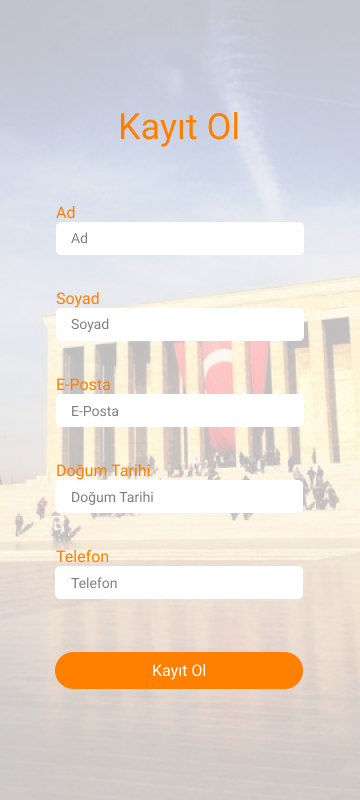 Kayıt Ol
Ad
Ad
Soyad
Soyad
E-Posta
E-Posta
Doğum Tarihi
Doğum Tarihi
Telefon
Telefon
Kayıt Ol